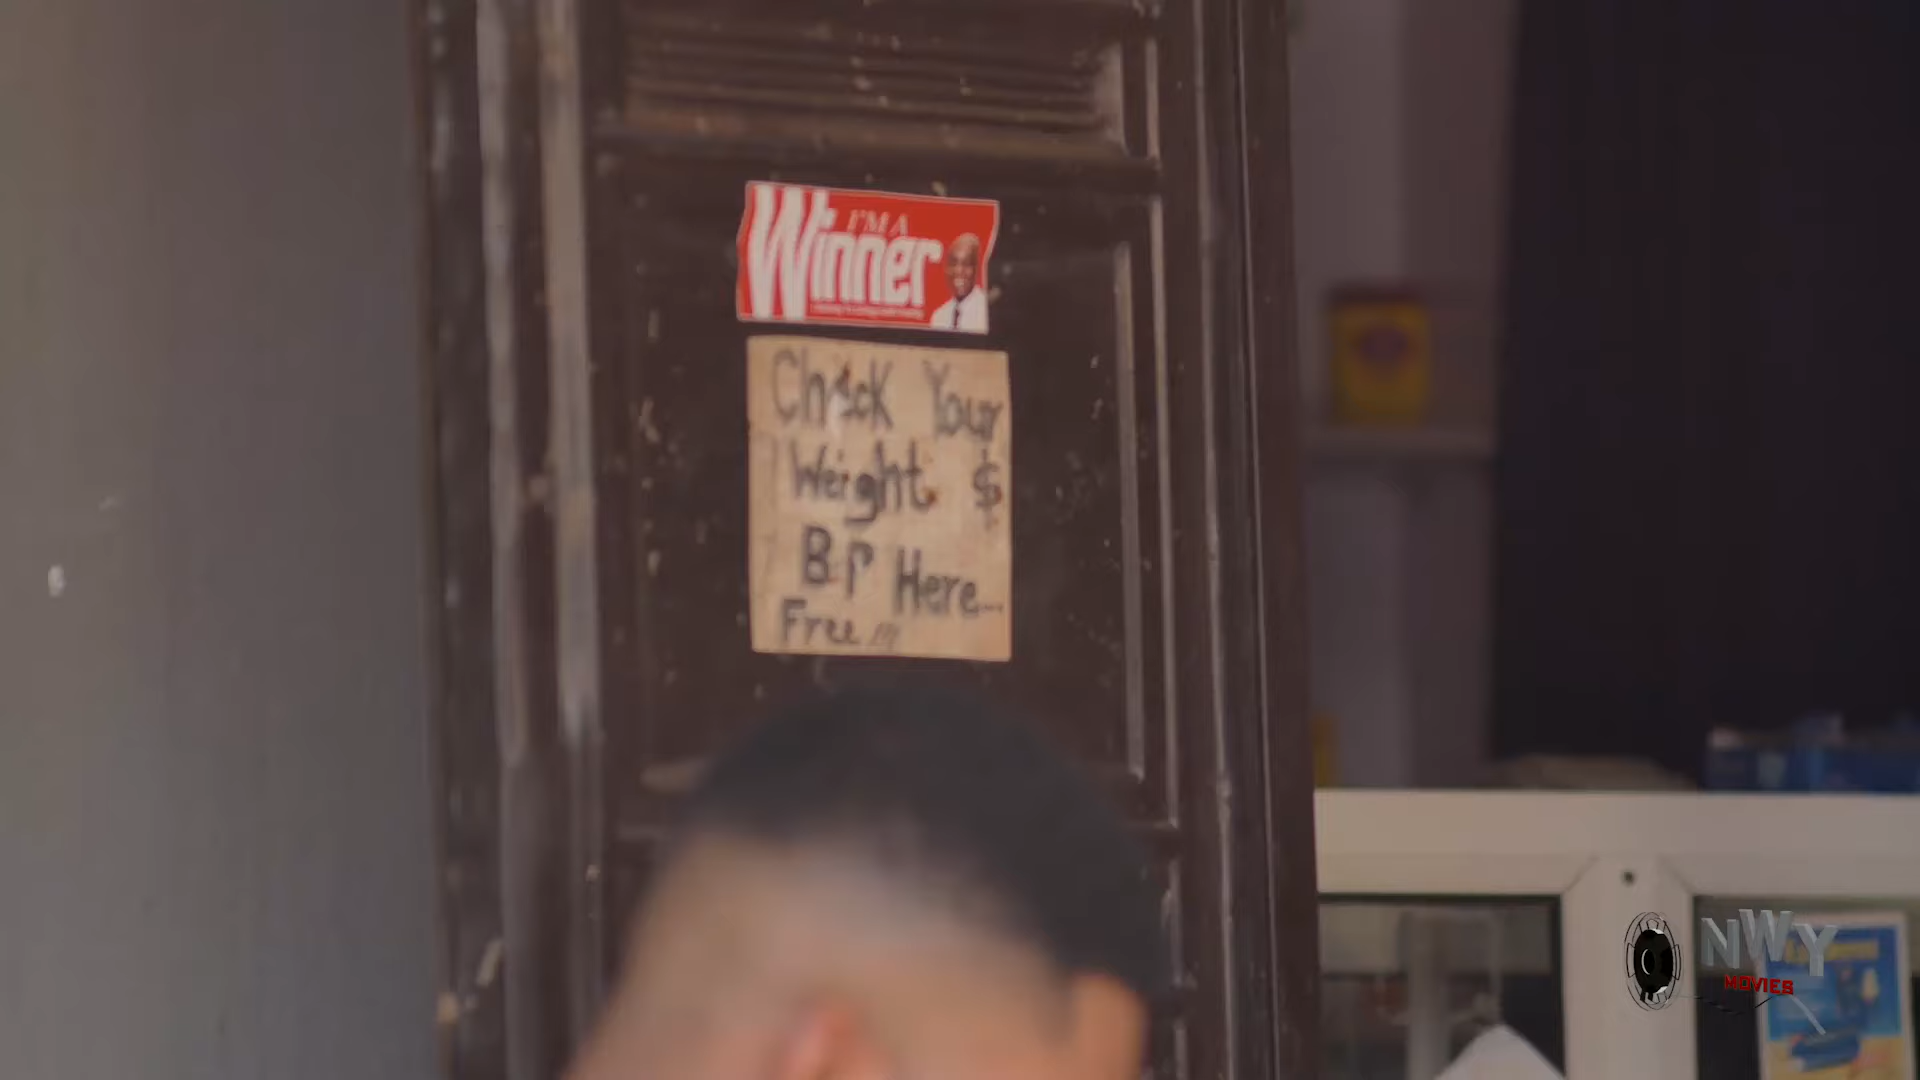 I'M A
Winner
Check Your
Weight $
BP Here...
Free !!!
NWY
MOVIES